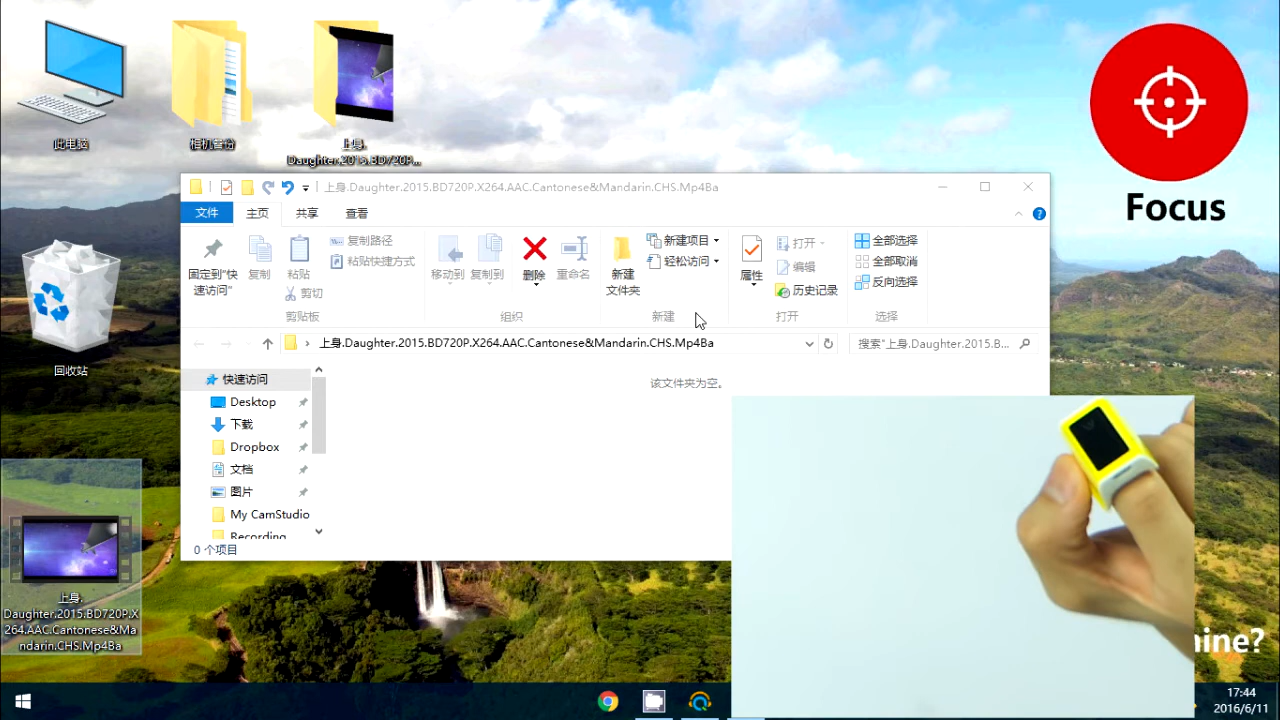 此电脑
相机备份
上身.
Daughter.2015.BD720P...
Focus
上身.Daughter.2015.BD720P.X264.AAC.Cantonese&Mandarin.CHS.Mp4Ba
文件
主页
共享
查看
固定到"快
速访问"
复制
粘贴
复制路径
粘贴快捷方式
剪切
剪贴板
移动到
复制到
删除
重命名
组织
新建
文件夹
新建项目
轻松访问
新建
属性
打开
编辑
历史记录
打开
全部选择
全部取消
反向选择
选择
上身.Daughter.2015.BD720P.X264.AAC.Cantonese&Mandarin.CHS.Mp4Ba
搜索"上身.Daughter.2015.B...
快速访问
Desktop
下载
Dropbox
文档
图片
My CamStudio
Recording
该文件夹为空。
0 个项目
回收站
上身.
Daughter.2015.BD720P.X
264.AAC.Cantonese&Ma
ndarin.CHS.Mp4Ba
17:44
2016/6/11